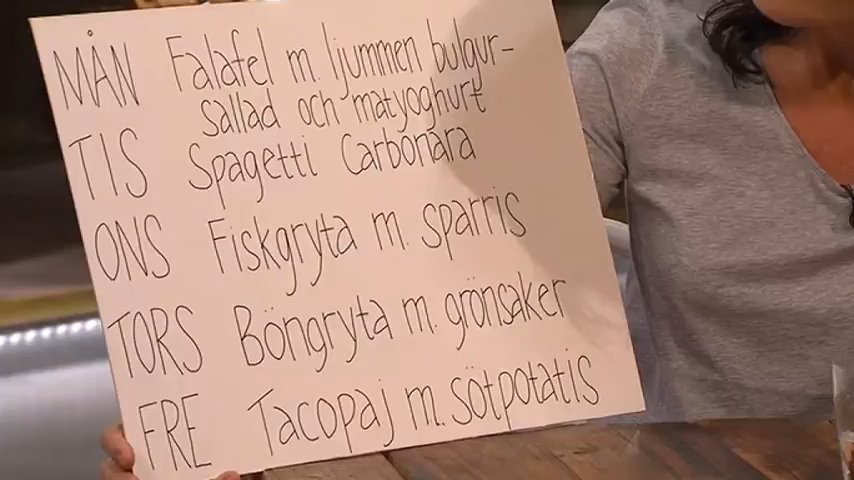 MÅN Falafel m. ljummen bulgur-
sallad och matyoghurt
TIS Spagetti Carbonara
ONS Fiskgryta m. sparris
TORS Böngryta m. grönsaker
FRE Tacopaj m. sötpotatis